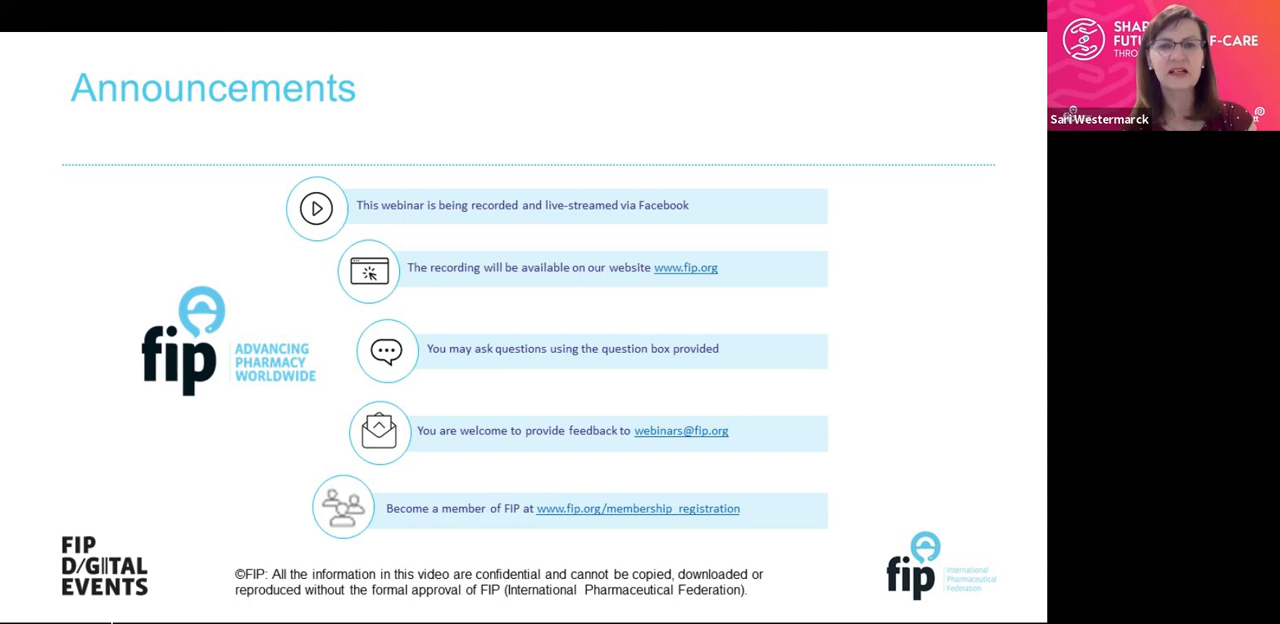 Announcements
This webinar is being recorded and live-streamed via Facebook
The recording will be available on our website www.fip.org
You may ask questions using the question box provided
You are welcome to provide feedback to webinars@fip.org
Become a member of FIP at www.fip.org/membership_registration
fip
ADVANCING
PHARMACY
WORLDWIDE
FIP
D/GITAL
EVENTS
©FIP: All the information in this video are confidential and cannot be copied, downloaded or
reproduced without the formal approval of FIP (International Pharmaceutical Federation).
fip
International
Pharmaceutical
Federation
F-CARE
Sari Westermarck